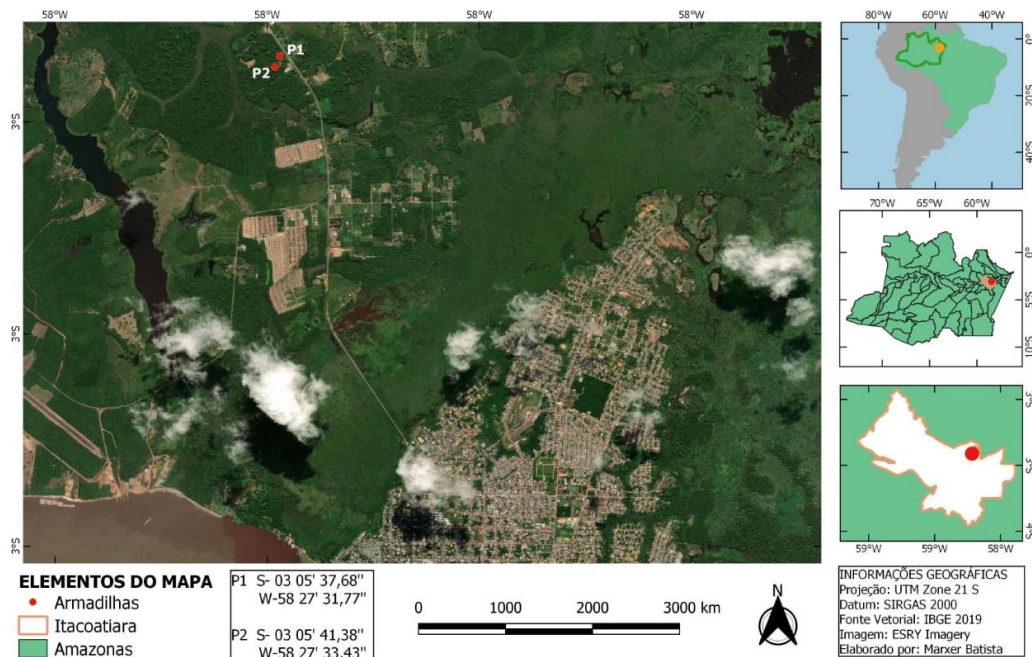 58°W 58°W 58°W 58°W
P1
P2
3°S
3°S
3°S
80°W 60°W 40°W
0°
20°S
40°S
70°W 65°W 60°W
0°
5°S
10°S
59°W 59°W 58°W
ELEMENTOS DO MAPA
Armadilhas
Itacoatiara
Amazonas
P1 S- 03 05' 37,68"
W-58 27' 31,77"
P2 S- 03 05' 41,38"
W-58 27' 33,43"
0 1000 2000 3000 km
N
INFORMAÇÕES GEOGRÁFICAS
Projeção: UTM Zone 21 S
Datum: SIRGAS 2000
Fonte Vetorial: IBGE 2019
Imagem: ESRY Imagery
Elaborado por: Marxer Batista